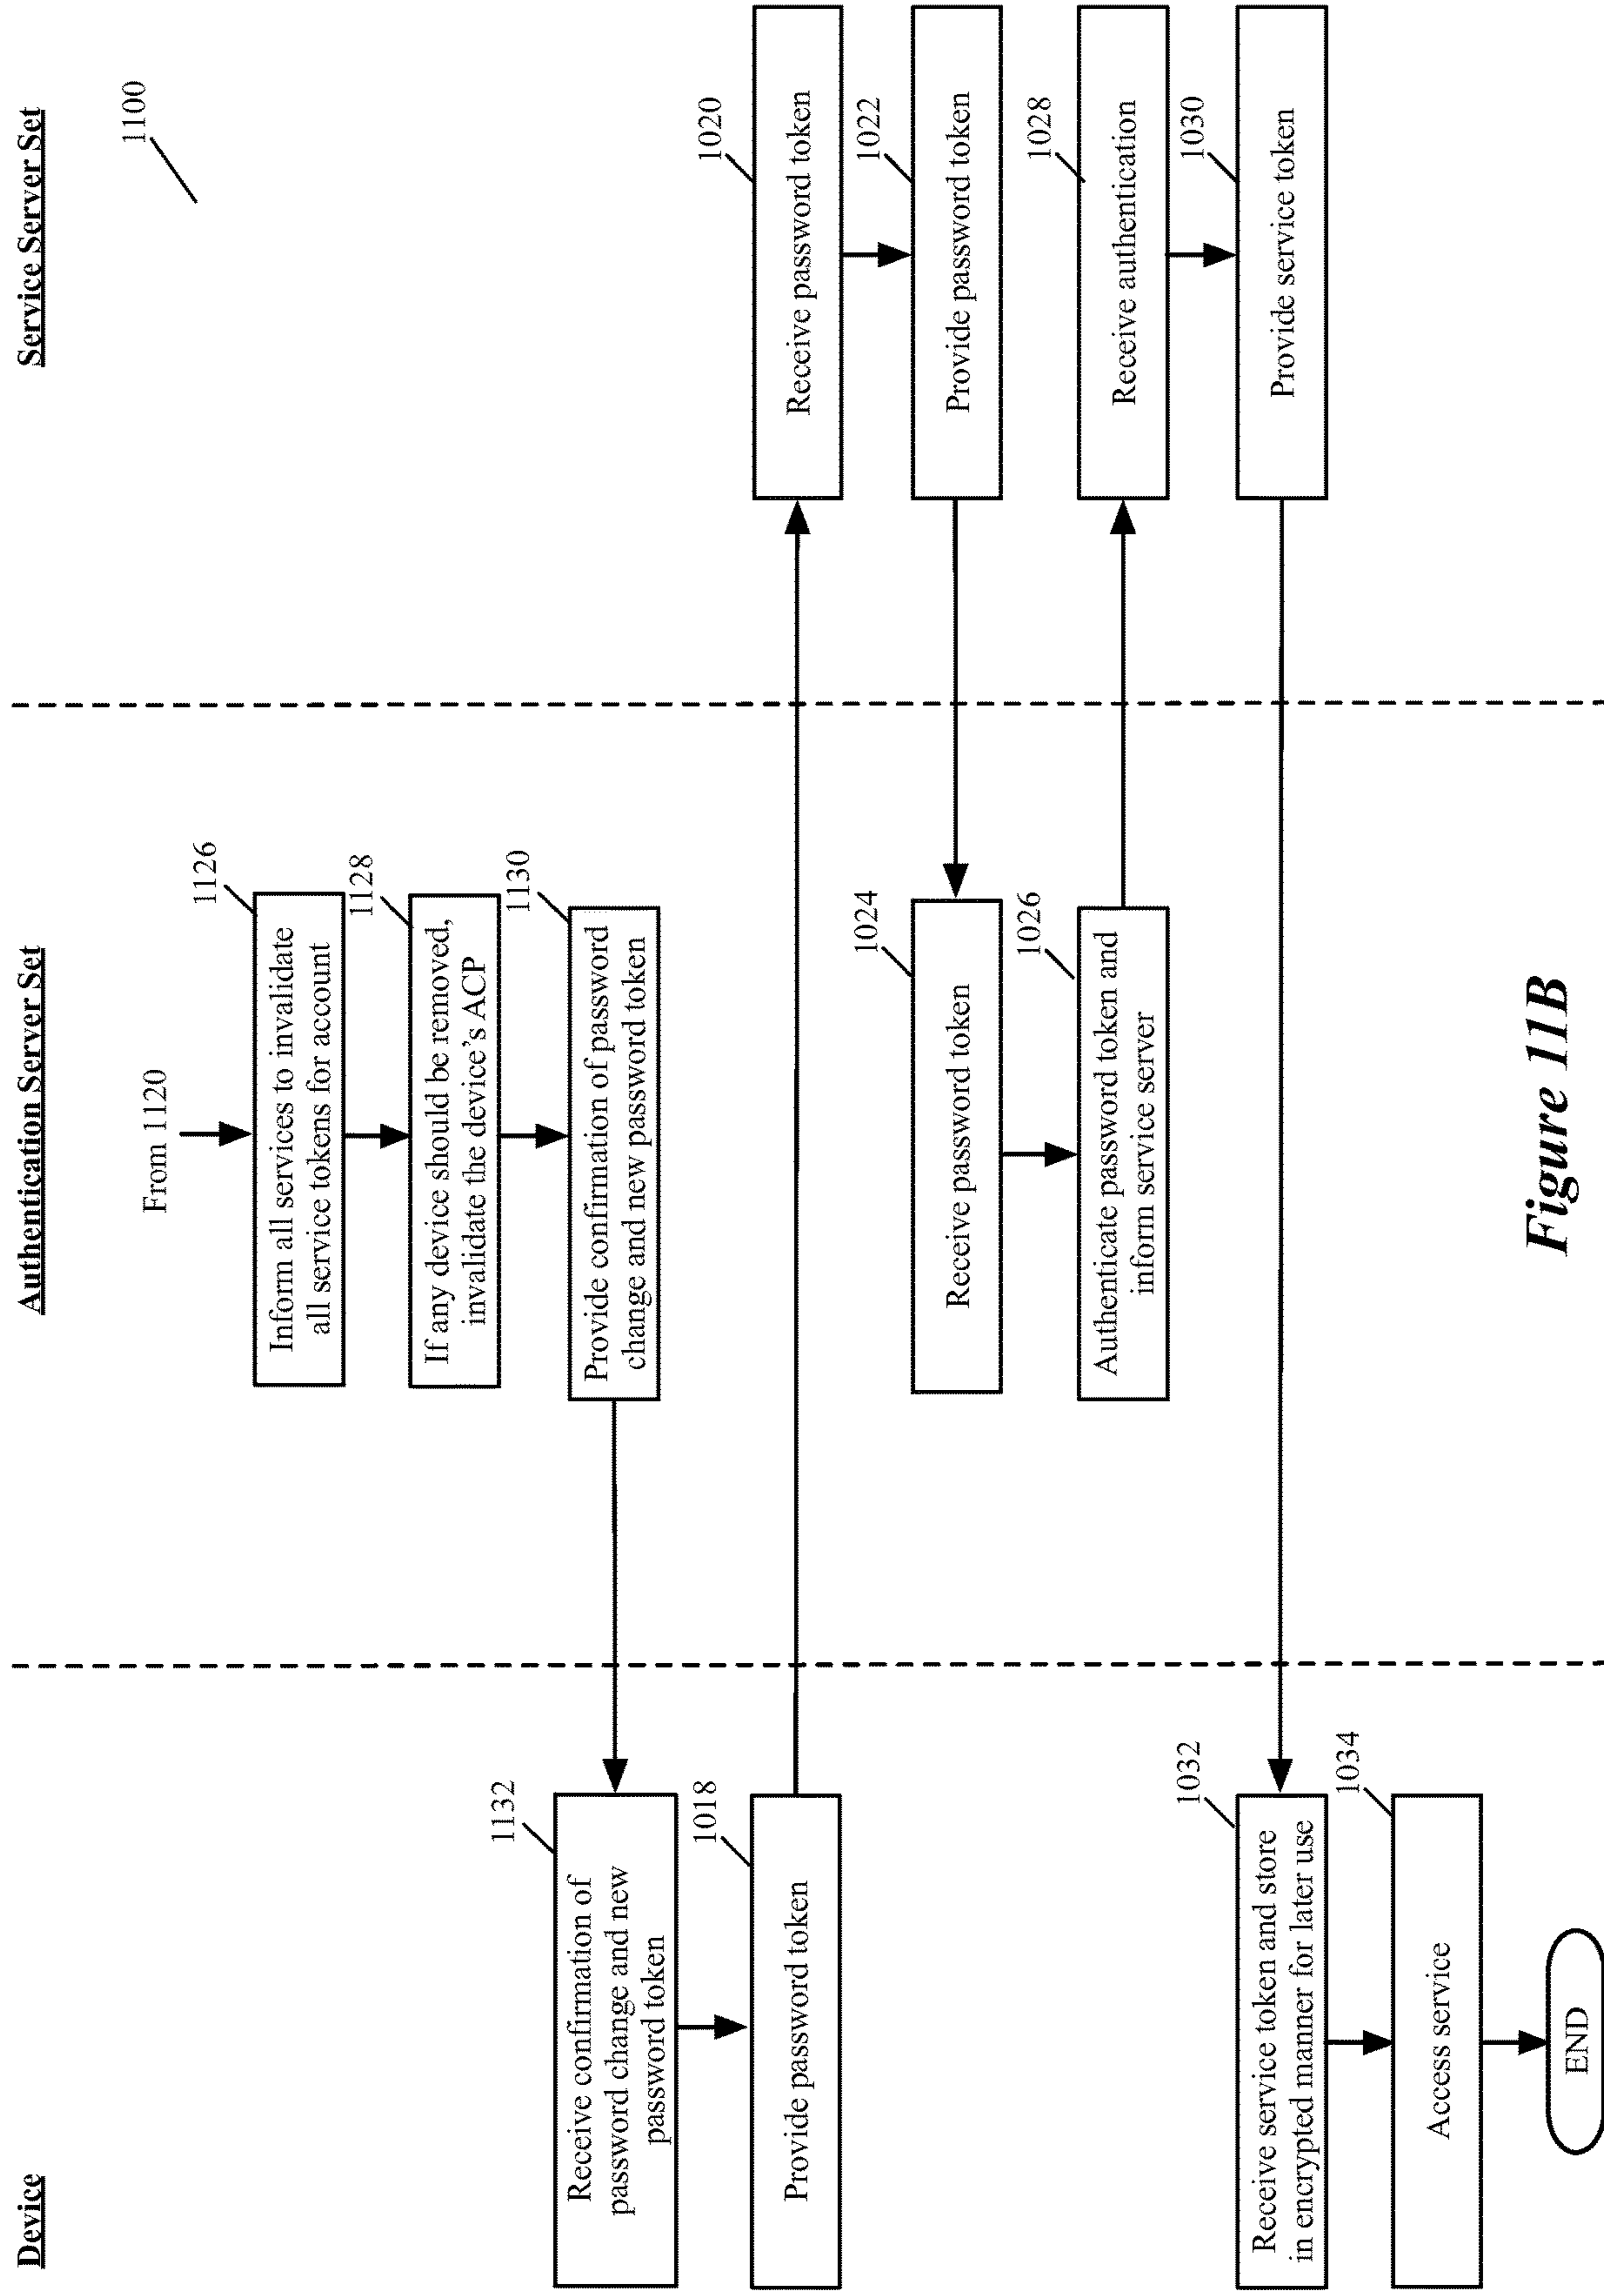 Device
Authentication Server Set
Service Server Set
1100
From 1120
1126
Inform all services to invalidate
all service tokens for account
1128
If any device should be removed,
invalidate the device's ACP
1130
Provide confirmation of password
change and new password token
1132
Receive confirmation of
password change and new
password token
1018
Provide password token
1020
Receive password token
1022
Provide password token
1024
Receive password token
1026
Authenticate password token and
inform service server
1028
Receive authentication
1030
Provide service token
1032
Receive service token and store
in encrypted manner for later use
1034
Access service
END
Figure 11B